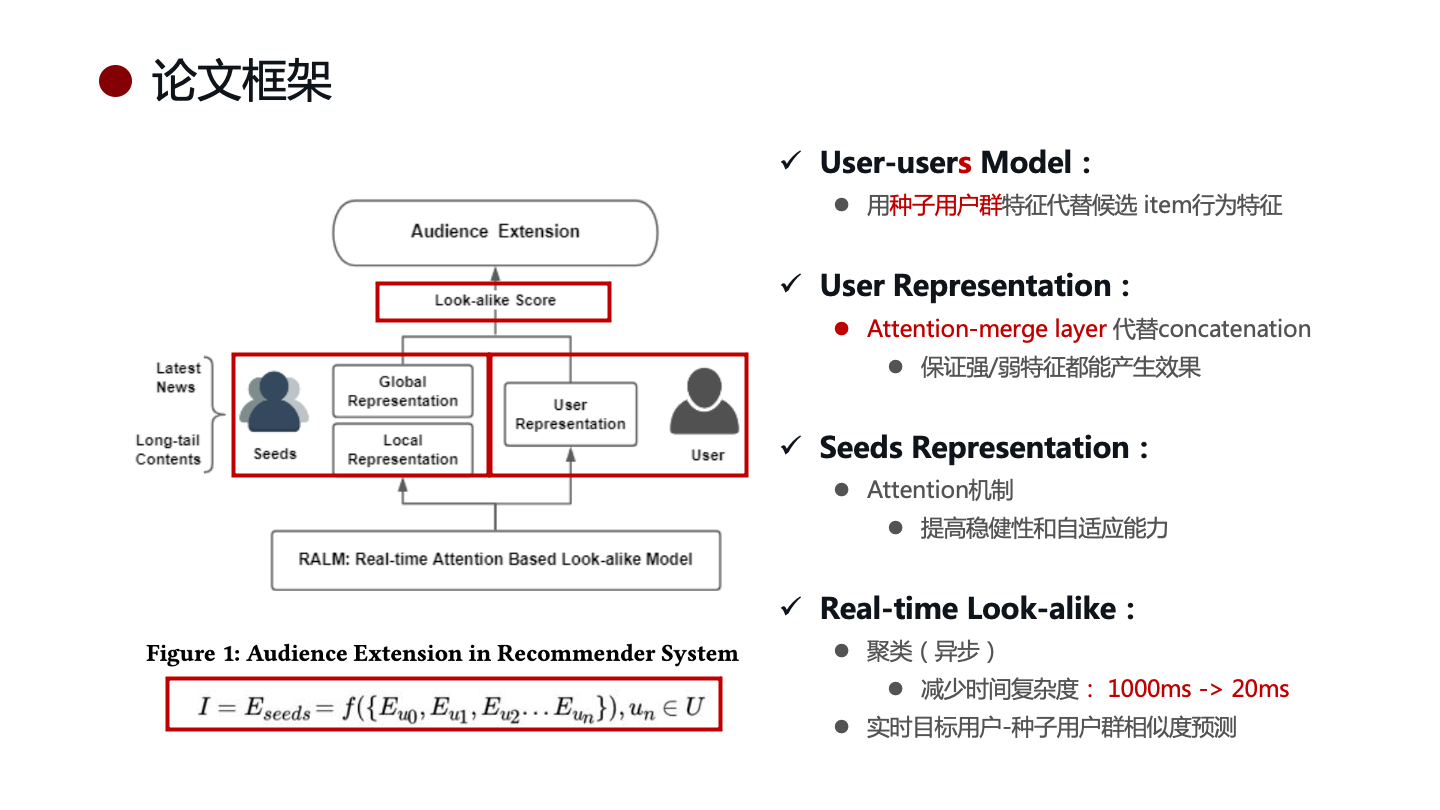 论文框架
Audience Extension
Look-alike Score
Latest
News
Long-tail
Contents
Seeds
Global
Representation
Local
Representation
User
Representation
User
RALM: Real-time Attention Based Look-alike Model
Figure 1: Audience Extension in Recommender System
I = E_{seeds} = f({E_{u_0}, E_{u_1}, E_{u_2} ... E_{u_n}}), u_n ∈ U
✓ User-users Model：
● 用种子用户群特征代替候选 item行为特征
✓ User Representation：
● Attention-merge layer 代替concatenation
● 保证强/弱特征都能产生效果
✓ Seeds Representation：
● Attention机制
● 提高稳健性和自适应能力
✓ Real-time Look-alike：
● 聚类（异步）
● 减少时间复杂度： 1000ms -> 20ms
● 实时目标用户-种子用户群相似度预测